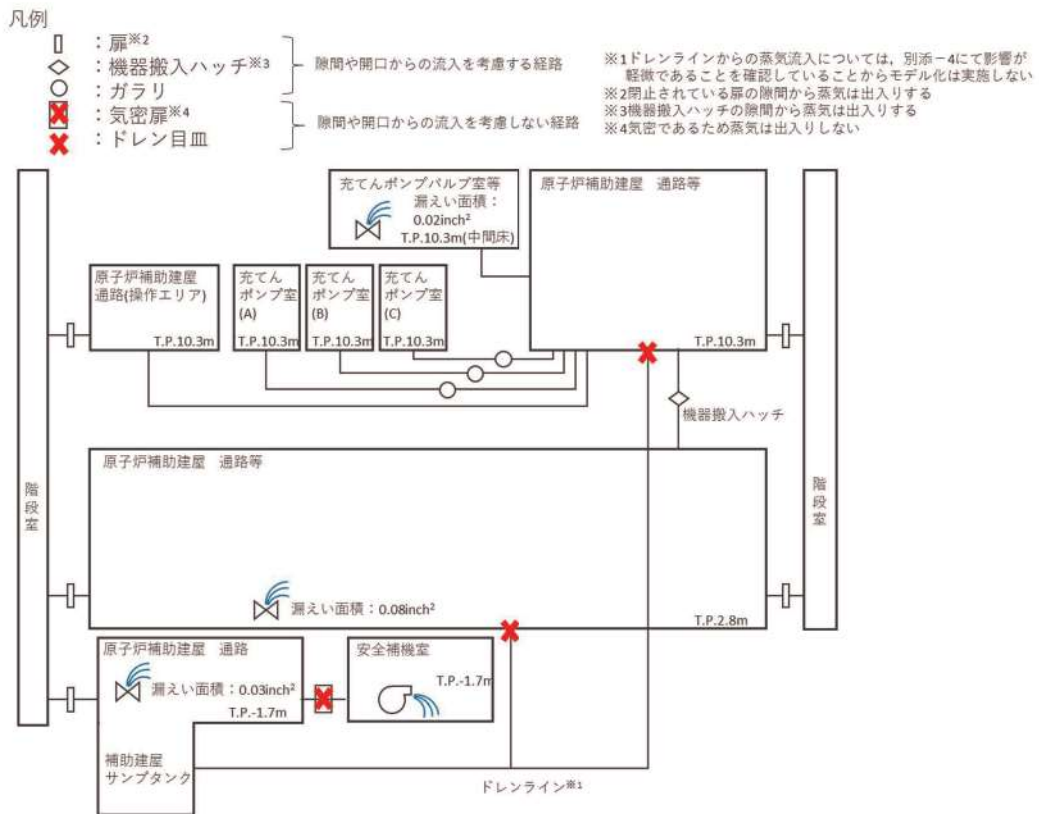 凡例
：扉※2
：機器搬入ハッチ※3
：ガラリ
隙間や開口からの流入を考慮する経路
：気密扉※4
：ドレン目皿
隙間や開口からの流入を考慮しない経路
※1ドレンラインからの蒸気流入については，別添－4にて影響が
軽微であることを確認していることからモデル化は実施しない
※2閉止されている扉の隙間から蒸気は出入りする
※3機器搬入ハッチの隙間から蒸気は出入りする
※4気密であるため蒸気は出入りしない
充てんポンプバルブ室等
漏えい面積：
0.02inch²
T.P.10.3m(中間床)
原子炉補助建屋　通路等
T.P.10.3m
原子炉補助建屋
通路(操作エリア)
T.P.10.3m
充てん
ポンプ室
(A)
T.P.10.3m
充てん
ポンプ室
(B)
T.P.10.3m
充てん
ポンプ室
(C)
T.P.10.3m
機器搬入ハッチ
階段室
原子炉補助建屋　通路等
漏えい面積：0.08inch²
T.P.2.8m
階段室
原子炉補助建屋　通路
漏えい面積：0.03inch²
T.P.-1.7m
安全補機室
T.P.-1.7m
補助建屋
サンプタンク
ドレンライン※1